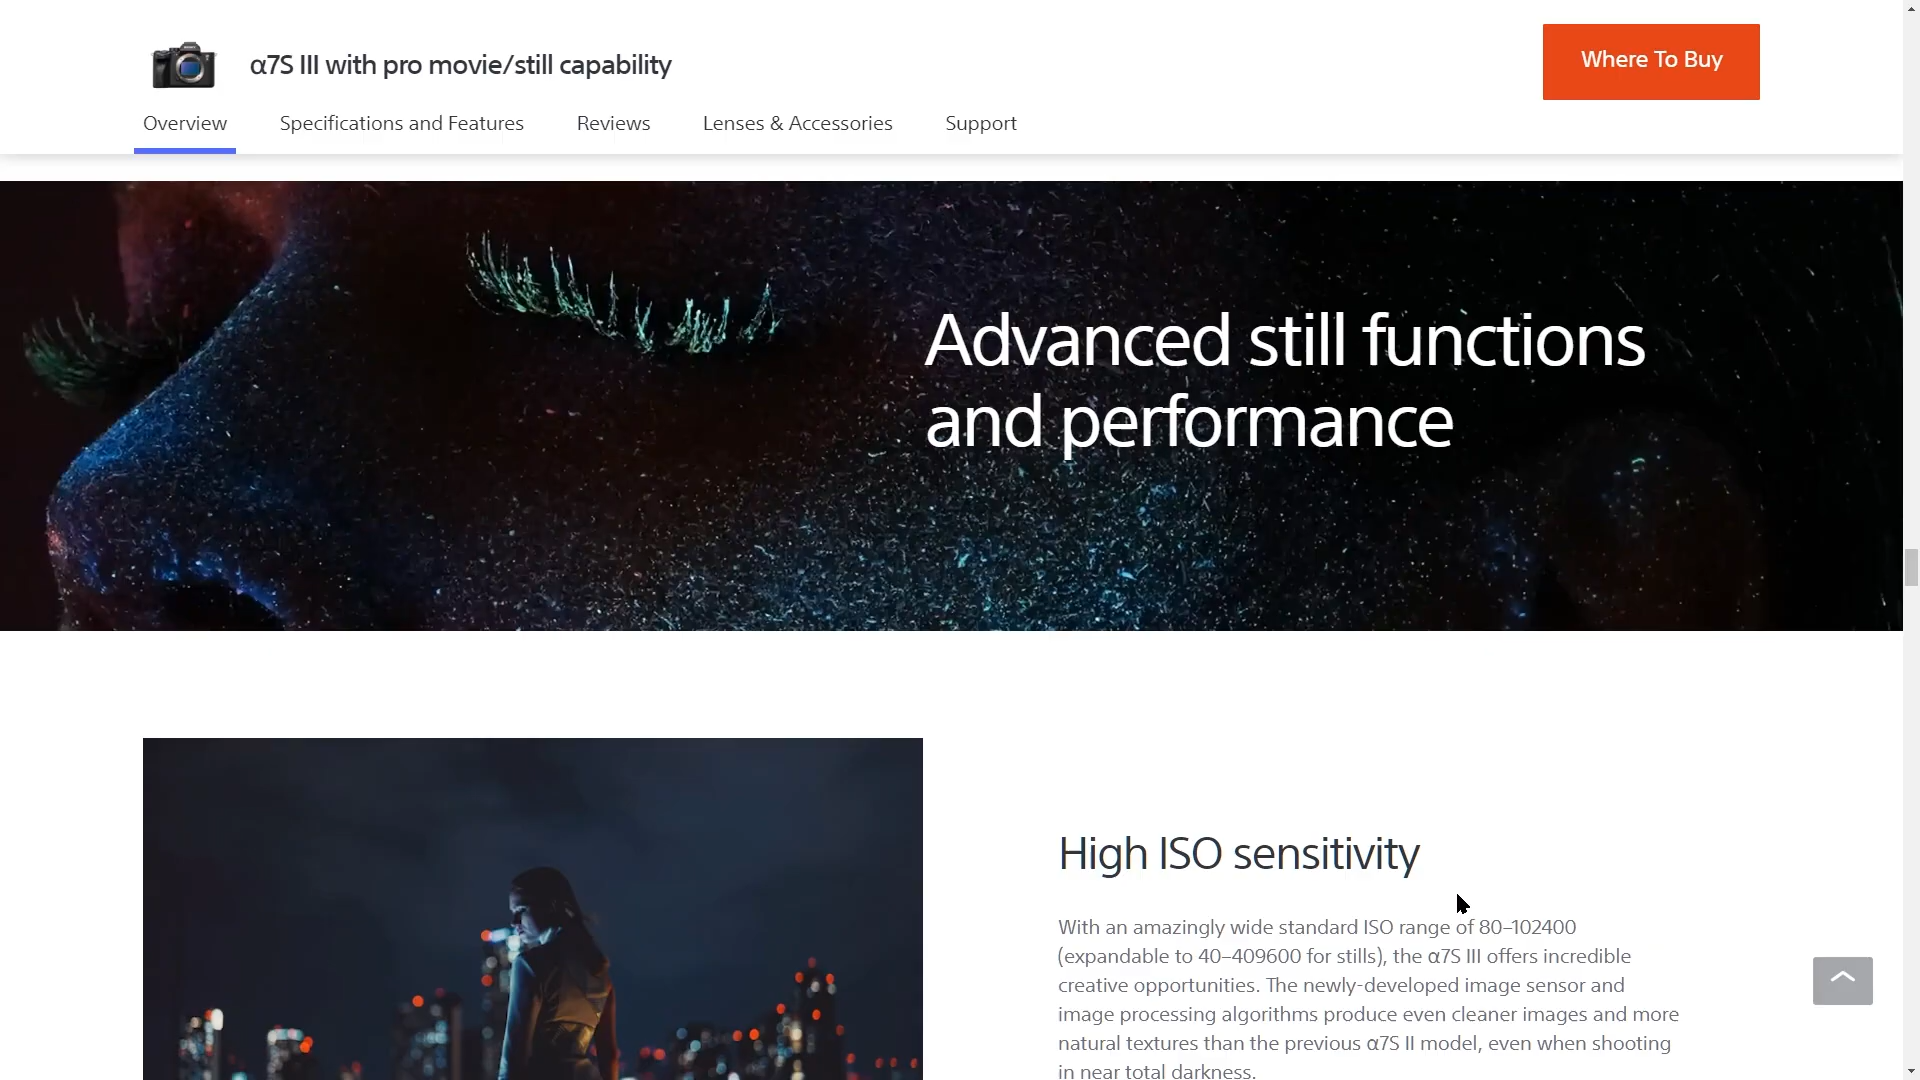 α7S III with pro movie/still capability
Where To Buy
Overview
Specifications and Features
Reviews
Lenses & Accessories
Support
Advanced still functions
and performance
High ISO sensitivity
With an amazingly wide standard ISO range of 80–102400
(expandable to 40–409600 for stills), the α7S III offers incredible
creative opportunities. The newly-developed image sensor and
image processing algorithms produce even cleaner images and more
natural textures than the previous α7S II model, even when shooting
in near total darkness.